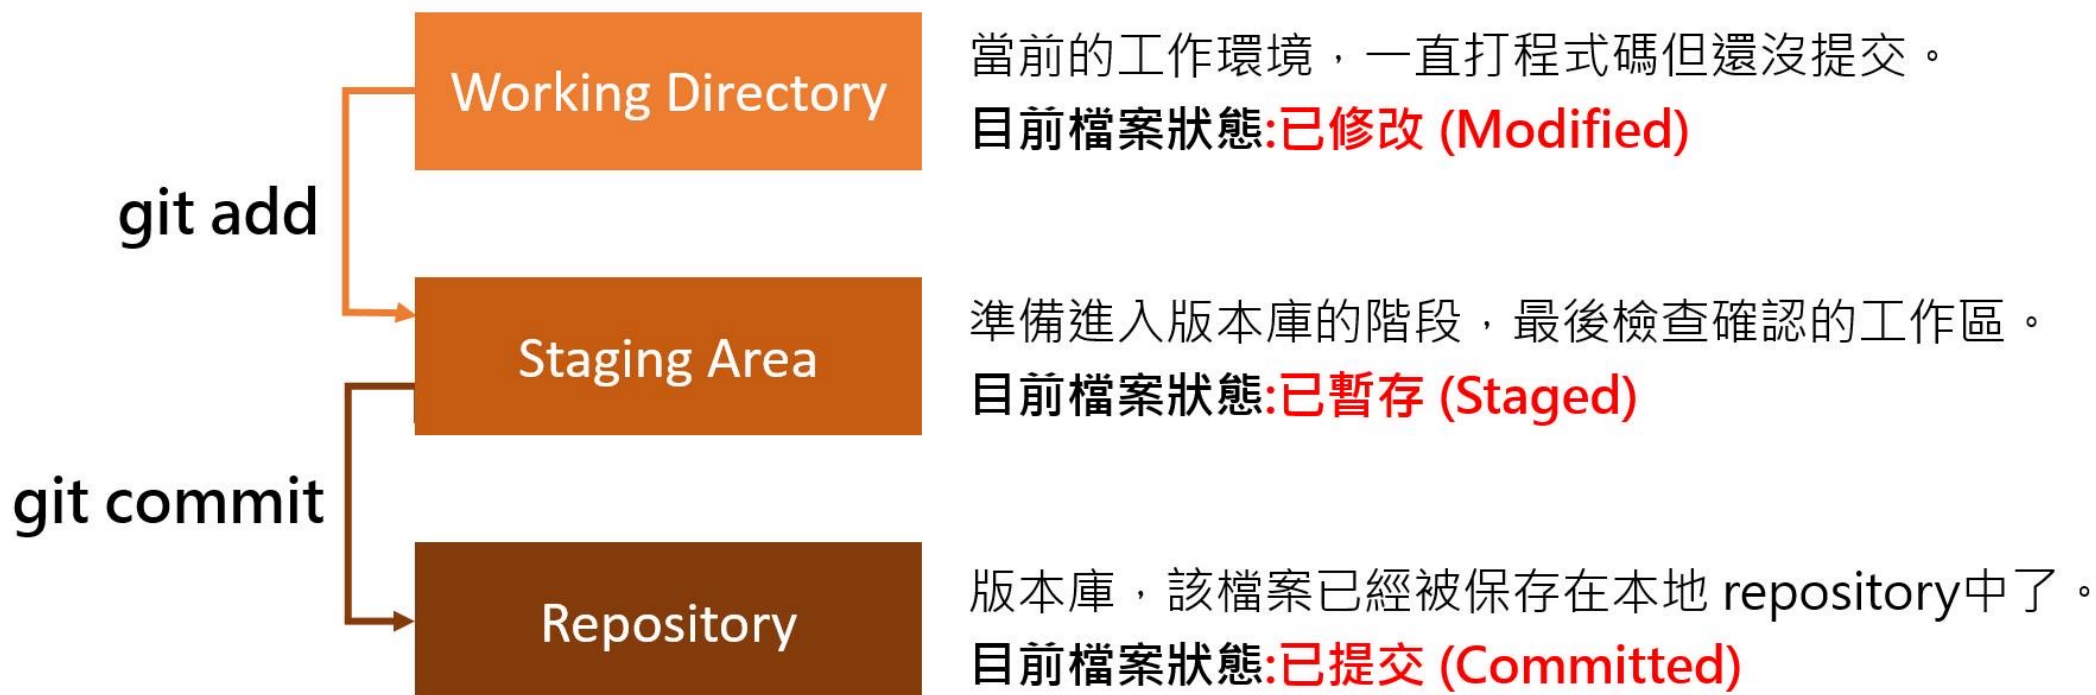 Working Directory
當前的工作環境，一直打程式碼但還沒提交。
目前檔案狀態:已修改 (Modified)
git add
Staging Area
準備進入版本庫的階段，最後檢查確認的工作區。
目前檔案狀態:已暫存 (Staged)
git commit
Repository
版本庫，該檔案已經被保存在本地 repository中了。
目前檔案狀態:已提交 (Committed)